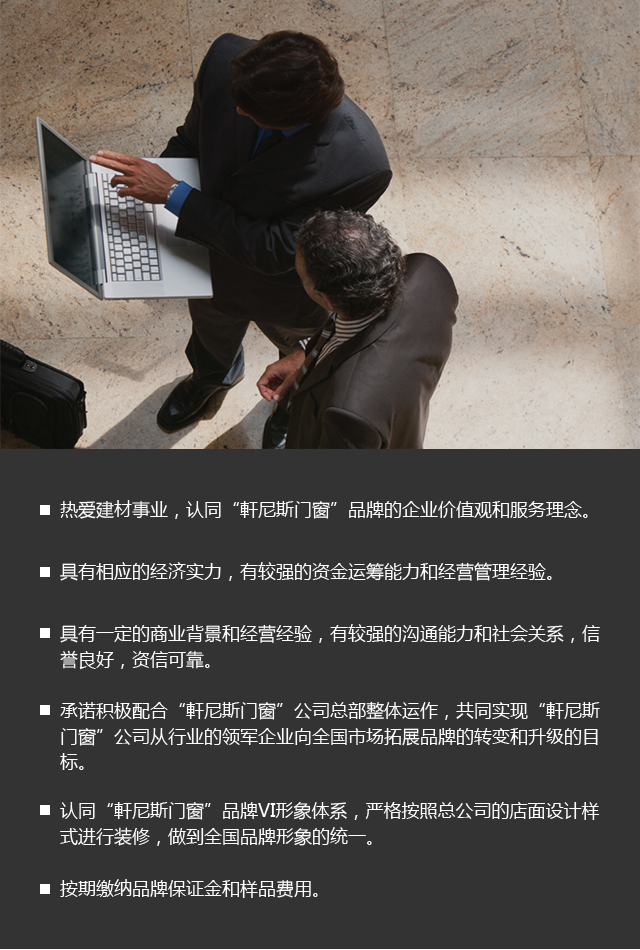 热爱建材事业，认同“軒尼斯门窗”品牌的企业价值观和服务理念。
具有相应的经济实力，有较强的资金运筹能力和经营管理经验。
具有一定的商业背景和经营经验，有较强的沟通能力和社会关系，信
誉良好，资信可靠。
承诺积极配合“軒尼斯门窗”公司总部整体运作，共同实现“軒尼斯
门窗”公司从行业的领军企业向全国市场拓展品牌的转变和升级的目
标。
认同“軒尼斯门窗”品牌VI形象体系，严格按照总公司的店面设计样
式进行装修，做到全国品牌形象的统一。
按期缴纳品牌保证金和样品费用。